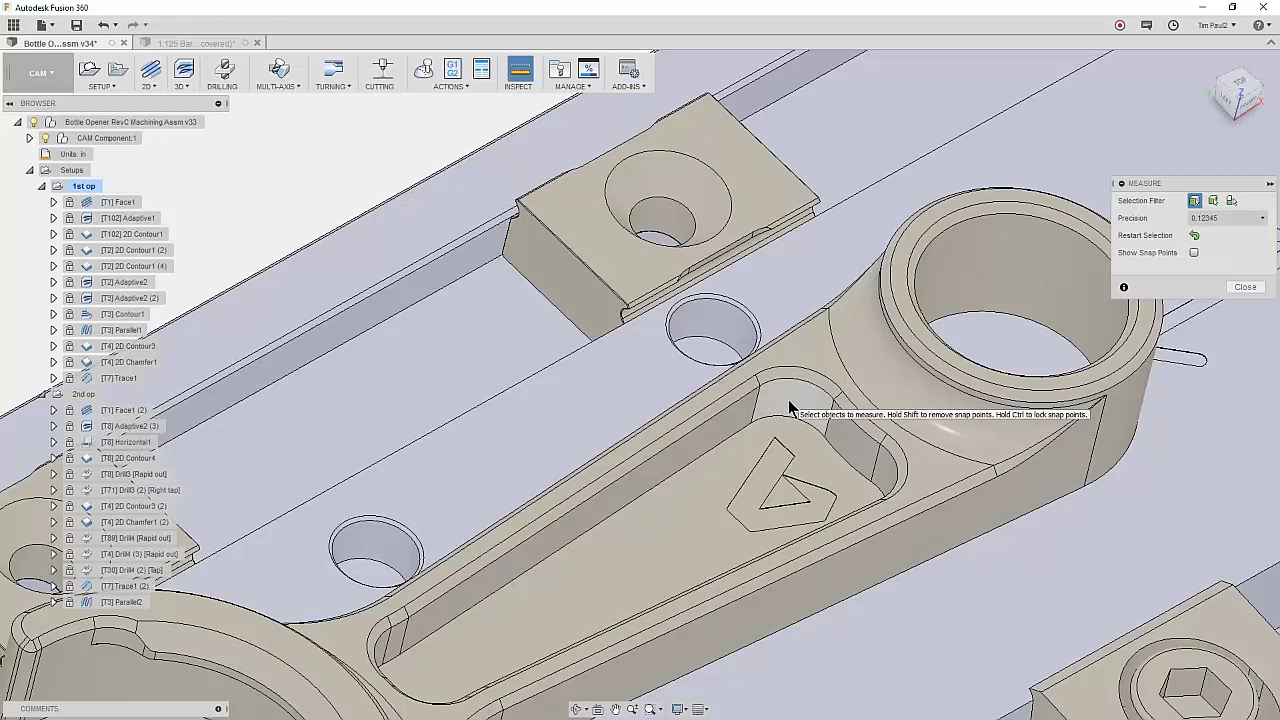 Autodesk Fusion 360
Tim Paul2
Bottle O...ssm v34*
1.125 Bar...covered)*
CAM
SETUP
2D
3D
DRILLING
MULTI-AXIS
TURNING
CUTTING
G1
G2
ACTIONS
INSPECT
MANAGE
ADD-INS
BROWSER
Bottle Opener RevC Machining Assm v33
CAM Component:1
Units: in
Setups
1st op
[T1] Face1
[T102] Adaptive1
[T102] 2D Contour1
[T2] 2D Contour1 (2)
[T2] 2D Contour1 (4)
[T2] Adaptive2
[T3] Adaptive2 (2)
[T3] Contour1
[T3] Parallel1
[T4] 2D Contour3
[T4] 2D Chamfer1
[T7] Trace1
2nd op
[T1] Face1 (2)
[T8] Adaptive2 (3)
[T8] Horizontal1
[T8] 2D Contour4
[T8] Drill3 [Rapid out]
[T71] Drill3 (2) [Right tap]
[T4] 2D Contour3 (2)
[T4] 2D Chamfer1 (2)
[T89] Drill4 [Rapid out]
[T4] Drill4 (3) [Rapid out]
[T30] Drill4 (2) [Tap]
[T7] Trace1 (2)
[T3] Parallel2
TOP
Z
X
MEASURE
Selection Filter
Precision
0.12345
Restart Selection
Show Snap Points
Close
Select objects to measure. Hold Shift to remove snap points. Hold Ctrl to lock snap points.
COMMENTS